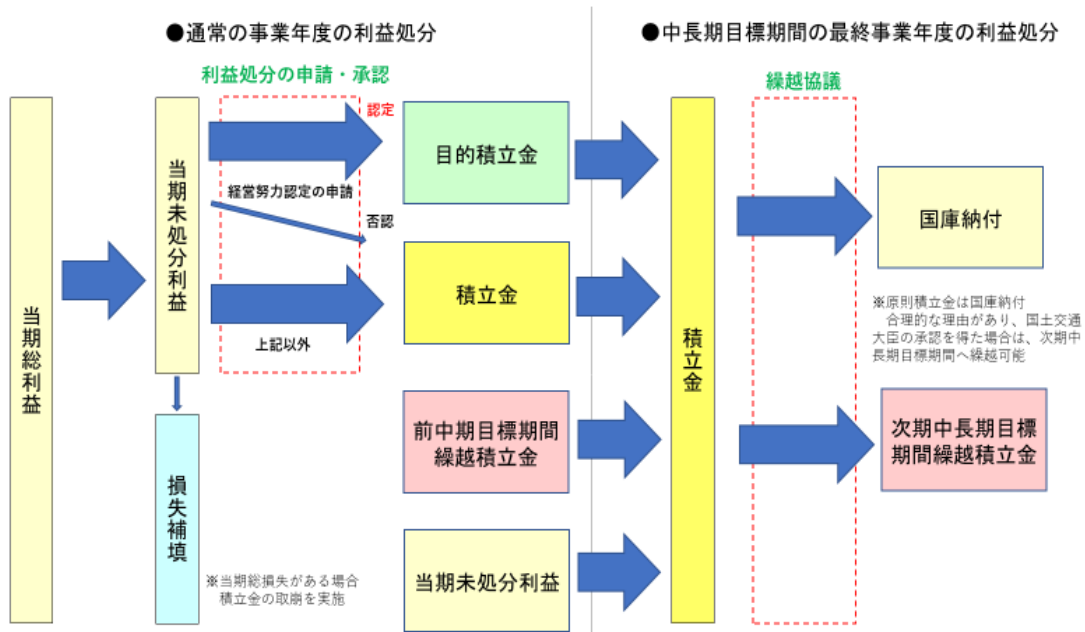 ●通常の事業年度の利益処分
利益処分の申請・承認
当期総利益
当期未処分利益
認定
経営努力認定の申請
否認
上記以外
損失補填
※当期総損失がある場合
積立金の取崩を実施
目的積立金
積立金
前中期目標期間
繰越積立金
当期未処分利益
●中長期目標期間の最終事業年度の利益処分
繰越協議
積立金
国庫納付
※原則積立金は国庫納付
合理的な理由があり、国土交通
大臣の承認を得た場合は、次期中
長期目標期間へ繰越可能
次期中長期目標
期間繰越積立金